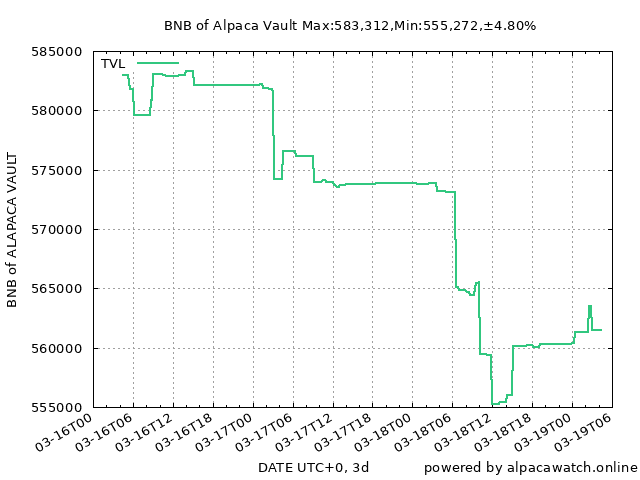 BNB of Alpaca Vault Max:583,312,Min:555,272,±4.80%
TVL
BNB of ALAPACA VAULT
585000
580000
575000
570000
565000
560000
555000
03-16T00
03-16T06
03-16T12
03-16T18
03-17T00
03-17T06
03-17T12
03-17T18
03-18T00
03-18T06
03-18T12
03-18T18
03-19T00
03-19T06
DATE UTC+0, 3d
powered by alpacawatch.online